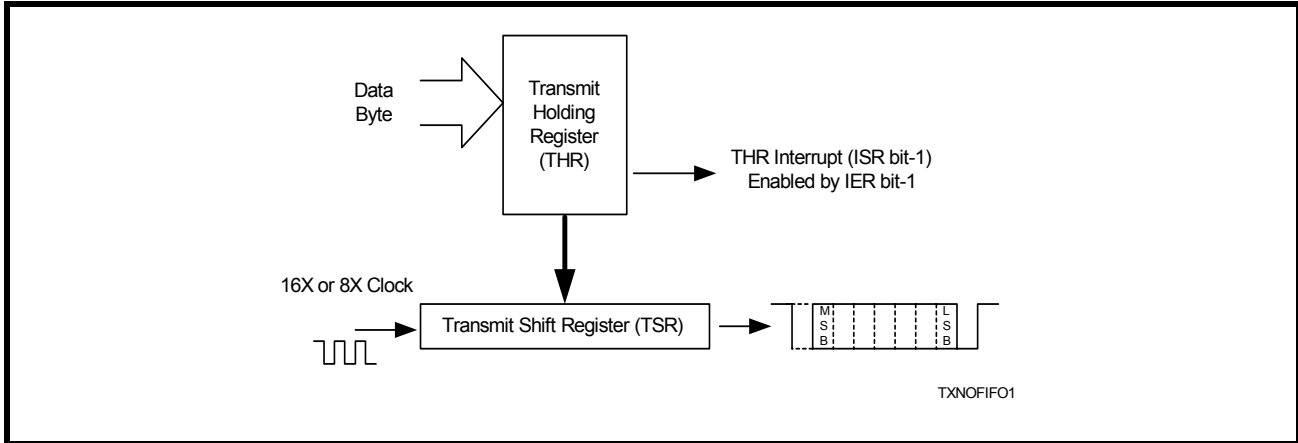 Data
Byte
Transmit
Holding
Register
(THR)
THR Interrupt (ISR bit-1)
Enabled by IER bit-1
16X or 8X Clock
Transmit Shift Register (TSR)
M
S
B
L
S
B
TXNOFIFO1